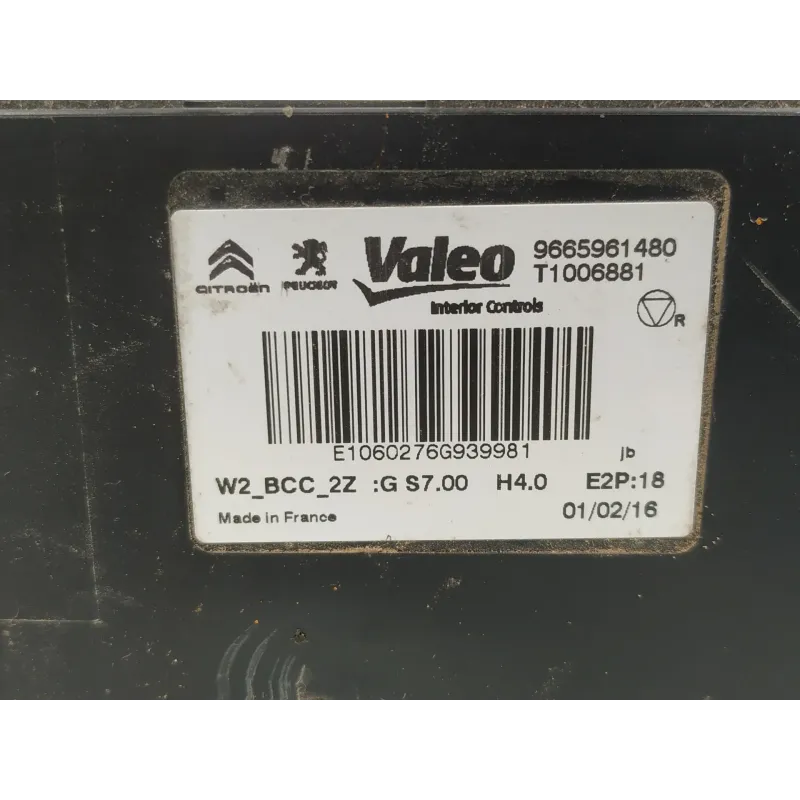 CITROËN PEUGEOT Valeo 9665961480
T1006881
Interior Controls
R
E1060276G939981 jb
W2_BCC_2Z :G S7.00 H4.0 E2P:18
Made in France 01/02/16